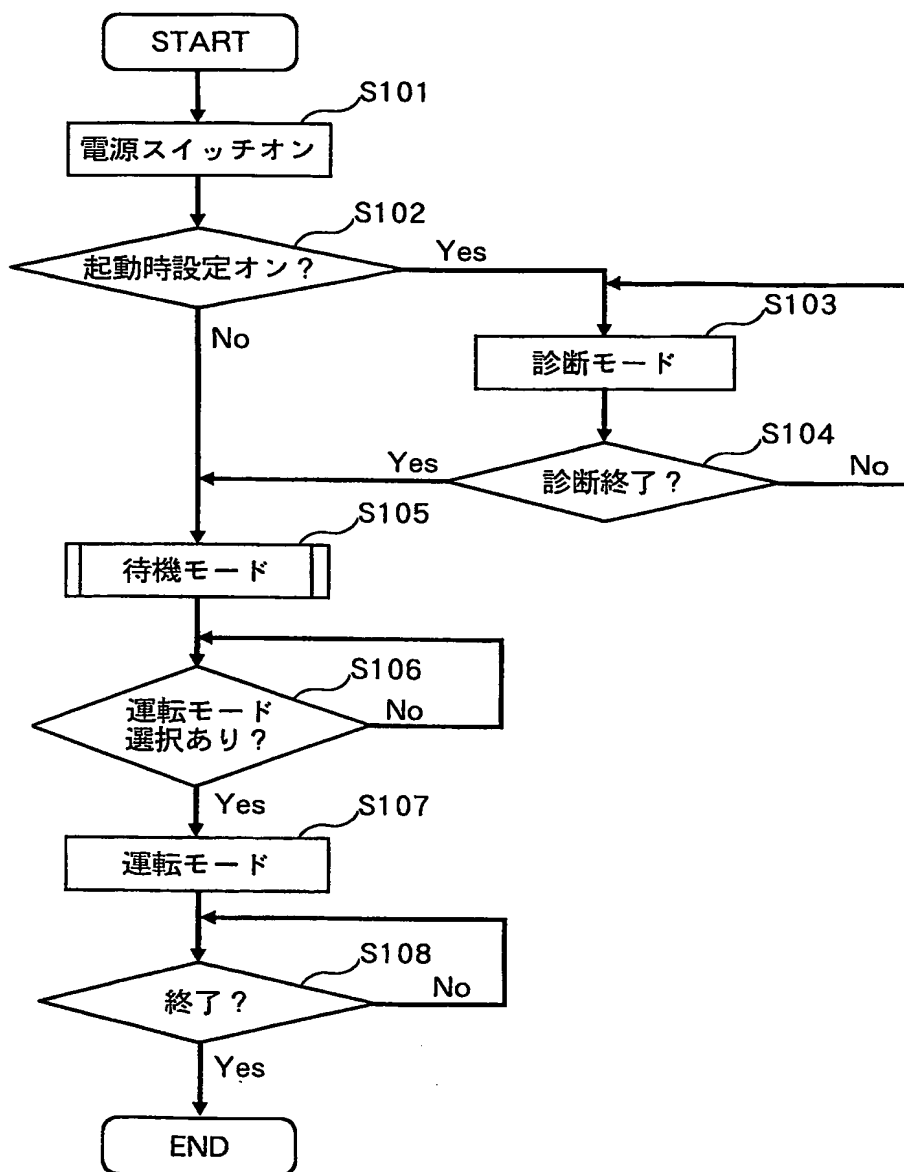 START
S101
電源スイッチオン
S102
起動時設定オン？
Yes
No
S103
診断モード
S104
診断終了？
Yes
No
S105
待機モード
S106
運転モード
選択あり？
No
Yes
S107
運転モード
S108
終了？
No
Yes
END